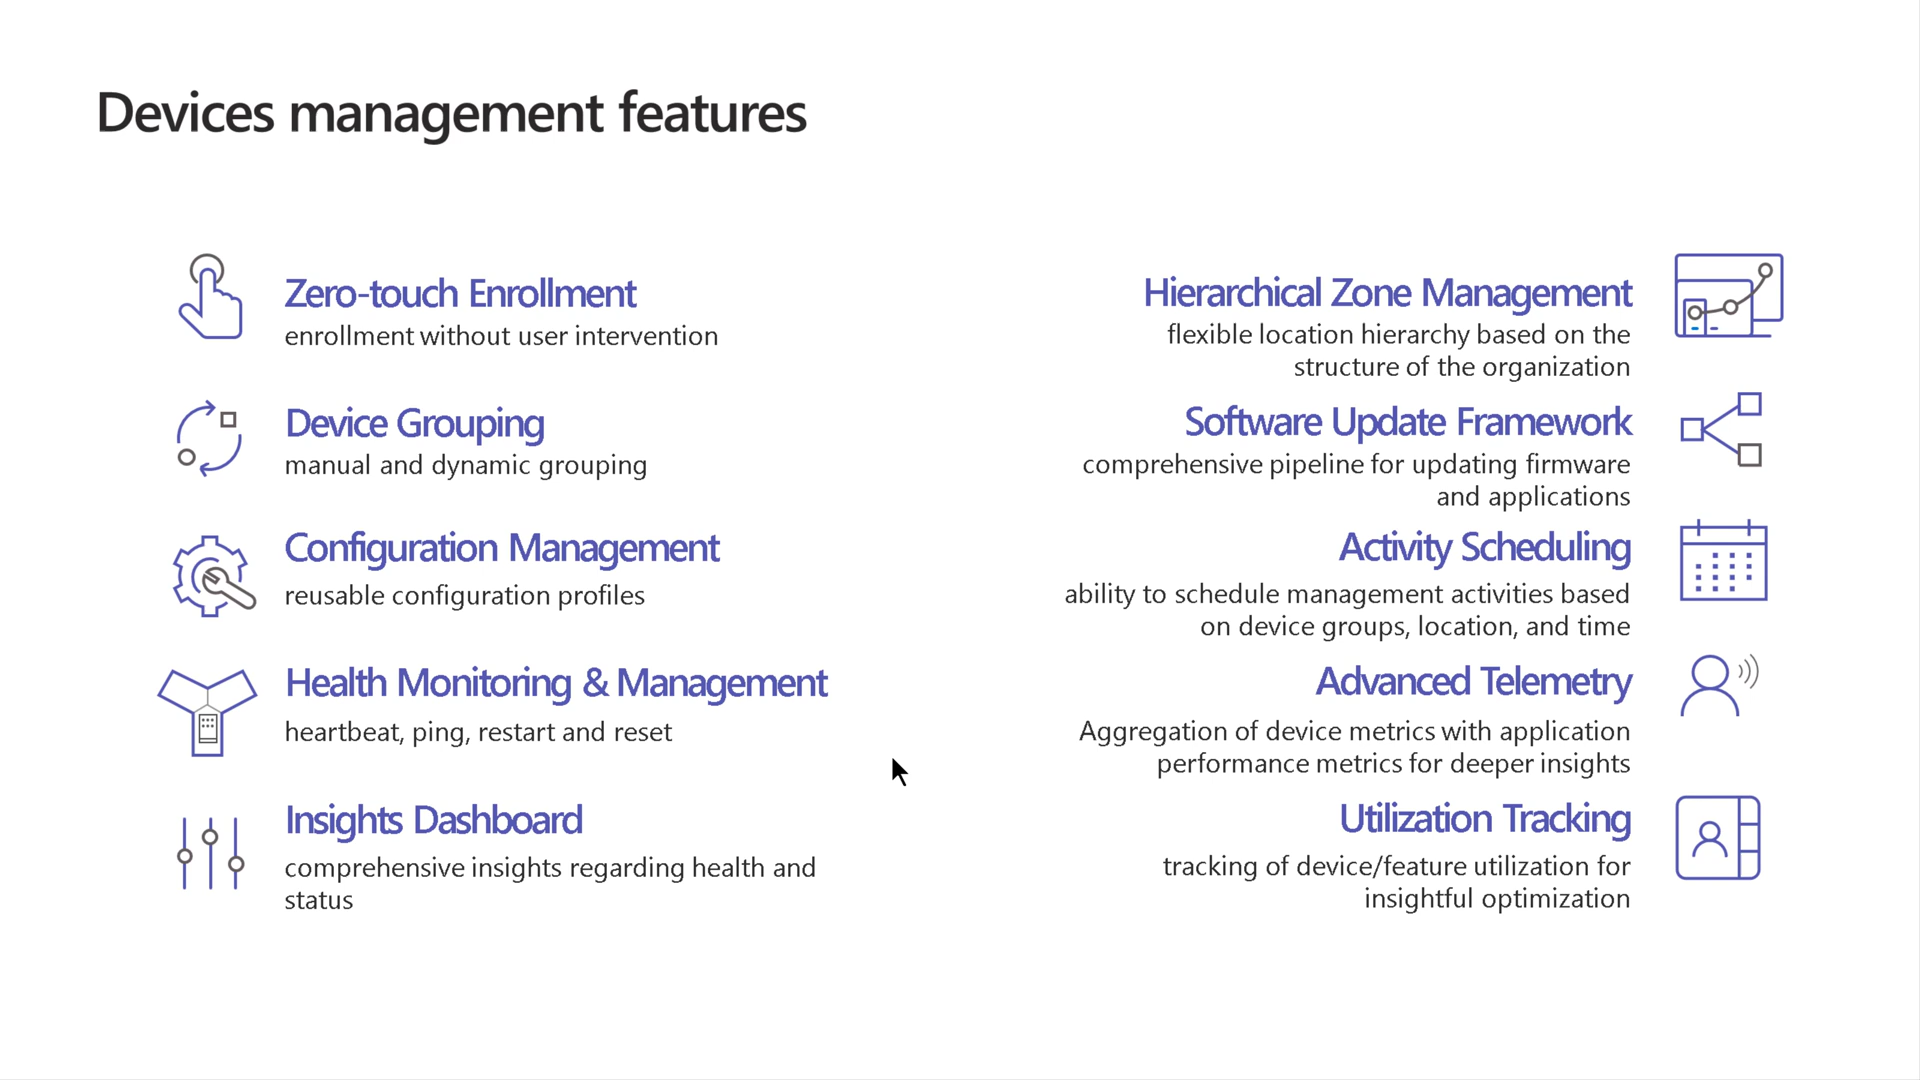 Devices management features
Zero-touch Enrollment
enrollment without user intervention
Device Grouping
manual and dynamic grouping
Configuration Management
reusable configuration profiles
Health Monitoring & Management
heartbeat, ping, restart and reset
Insights Dashboard
comprehensive insights regarding health and
status
Hierarchical Zone Management
flexible location hierarchy based on the
structure of the organization
Software Update Framework
comprehensive pipeline for updating firmware
and applications
Activity Scheduling
ability to schedule management activities based
on device groups, location, and time
Advanced Telemetry
Aggregation of device metrics with application
performance metrics for deeper insights
Utilization Tracking
tracking of device/feature utilization for
insightful optimization